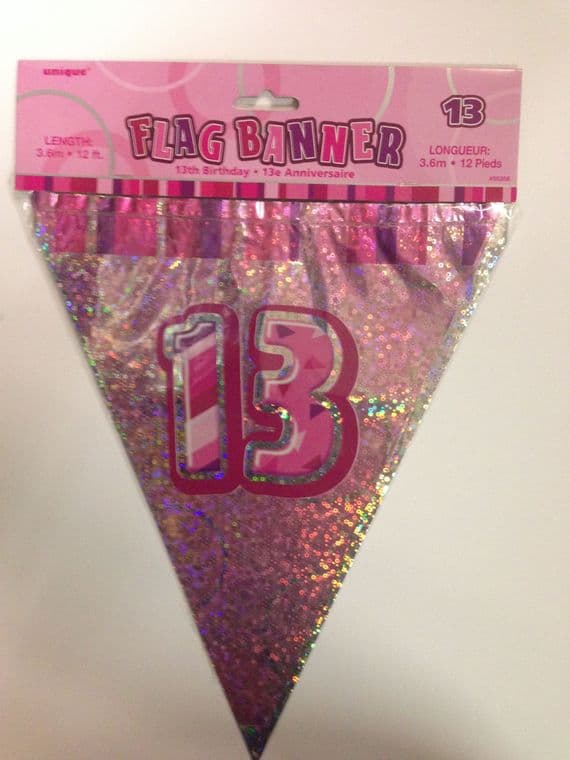 unique
FLAG BANNER
13
LENGTH:
3.6m • 12 ft.
13th Birthday • 13e Anniversaire
LONGUEUR:
3.6m • 12 Pieds
13